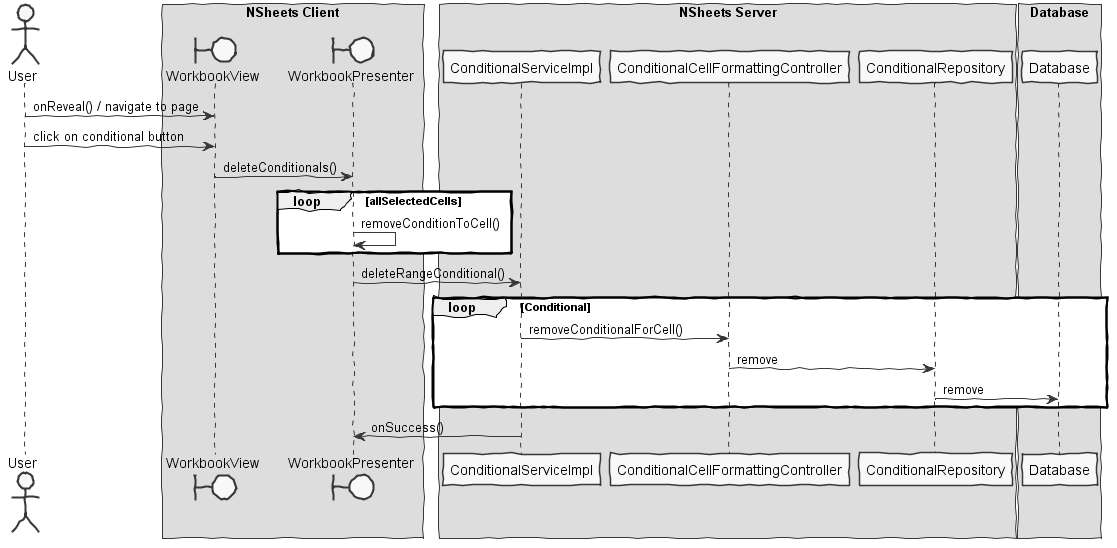 NSheets Client
NSheets Server
Database
User
WorkbookView
WorkbookPresenter
ConditionalServiceImpl
ConditionalCellFormattingController
ConditionalRepository
Database
onReveal() / navigate to page
click on conditional button
deleteConditionals()
loop
[allSelectedCells]
removeConditionToCell()
deleteRangeConditional()
loop
[Conditional]
removeConditionalForCell()
remove
remove
onSuccess()
User
WorkbookView
WorkbookPresenter
ConditionalServiceImpl
ConditionalCellFormattingController
ConditionalRepository
Database